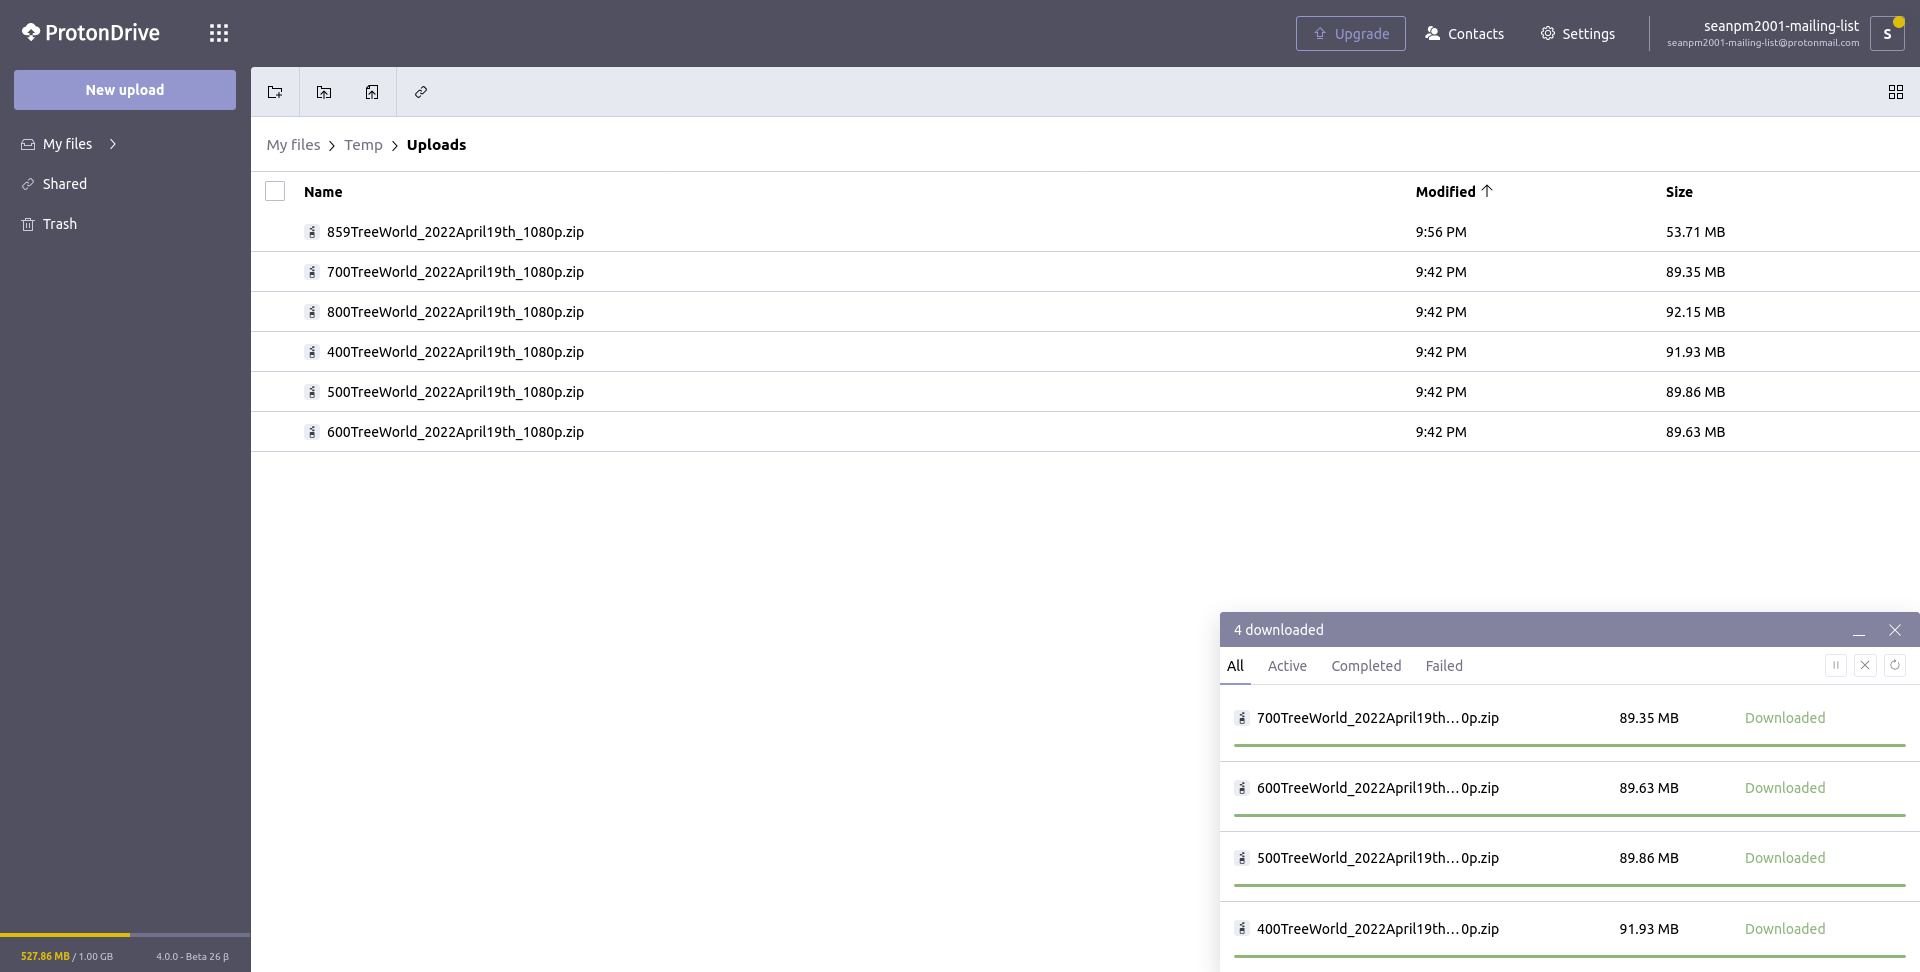 ProtonDrive
Upgrade
Contacts
Settings
seanpm2001-mailing-list
seanpm2001-mailing-list@protonmail.com
S
New upload
My files
Shared
Trash
My files > Temp > Uploads
Name Modified Size
859TreeWorld_2022April19th_1080p.zip 9:56 PM 53.71 MB
700TreeWorld_2022April19th_1080p.zip 9:42 PM 89.35 MB
800TreeWorld_2022April19th_1080p.zip 9:42 PM 92.15 MB
400TreeWorld_2022April19th_1080p.zip 9:42 PM 91.93 MB
500TreeWorld_2022April19th_1080p.zip 9:42 PM 89.86 MB
600TreeWorld_2022April19th_1080p.zip 9:42 PM 89.63 MB
4 downloaded
All Active Completed Failed
700TreeWorld_2022April19th...0p.zip 89.35 MB Downloaded
600TreeWorld_2022April19th...0p.zip 89.63 MB Downloaded
500TreeWorld_2022April19th...0p.zip 89.86 MB Downloaded
400TreeWorld_2022April19th...0p.zip 91.93 MB Downloaded
527.86 MB / 1.00 GB 4.0.0 - Beta 26 β